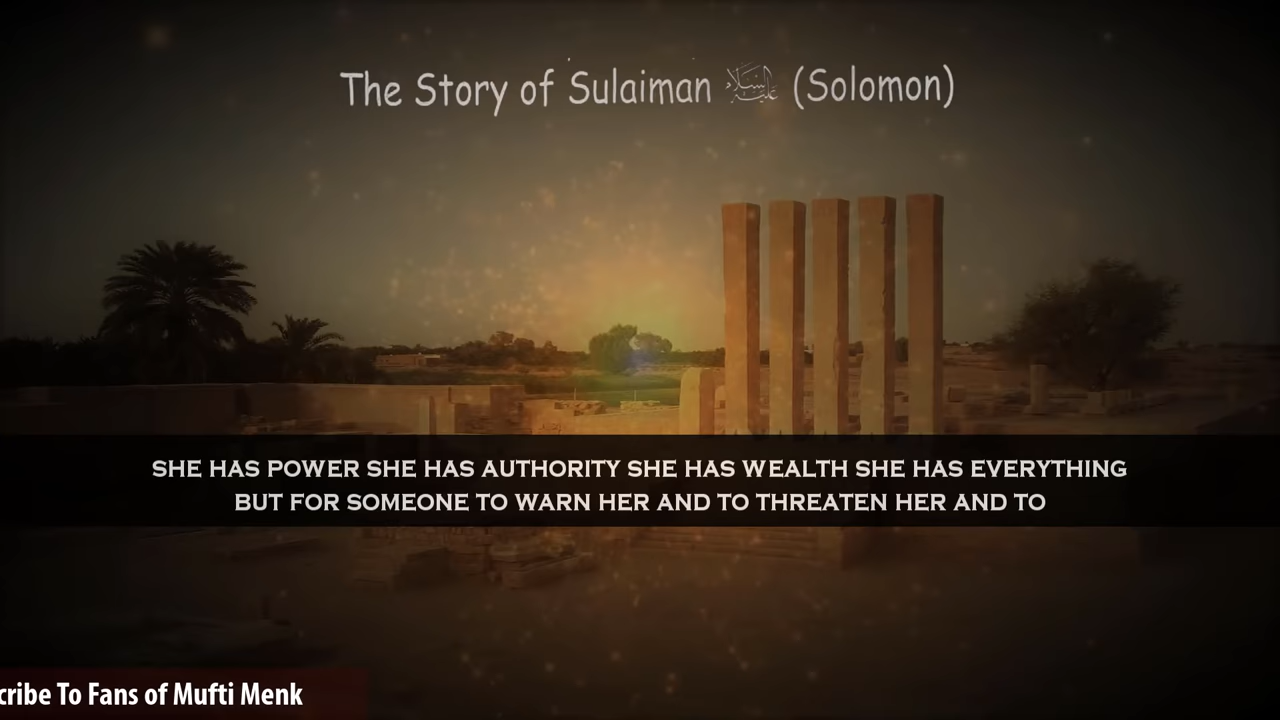 The Story of Sulaiman عليه السلام (Solomon)
SHE HAS POWER SHE HAS AUTHORITY SHE HAS WEALTH SHE HAS EVERYTHING
BUT FOR SOMEONE TO WARN HER AND TO THREATEN HER AND TO
cribe To Fans of Mufti Menk